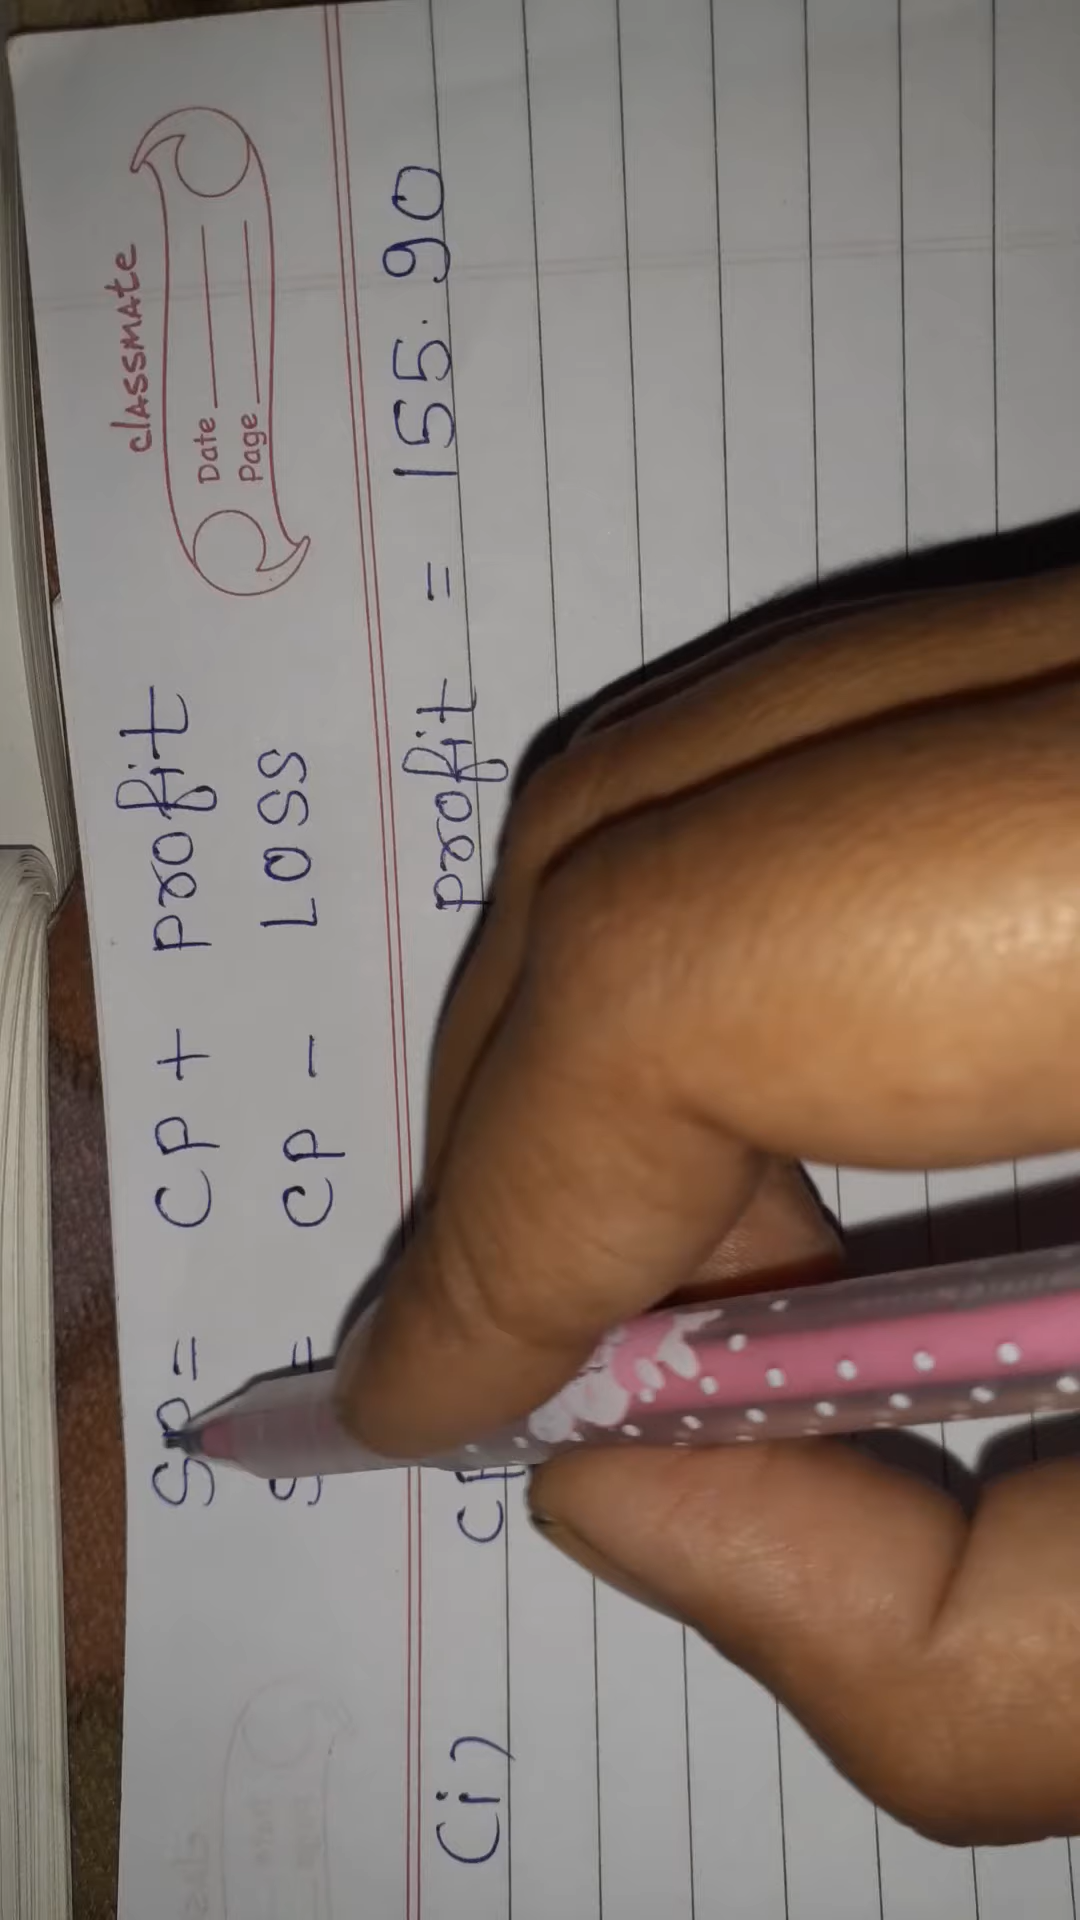 classmate
Date
Page
SP = CP + Profit
CP - LOSS
(i) Profit = 155.90